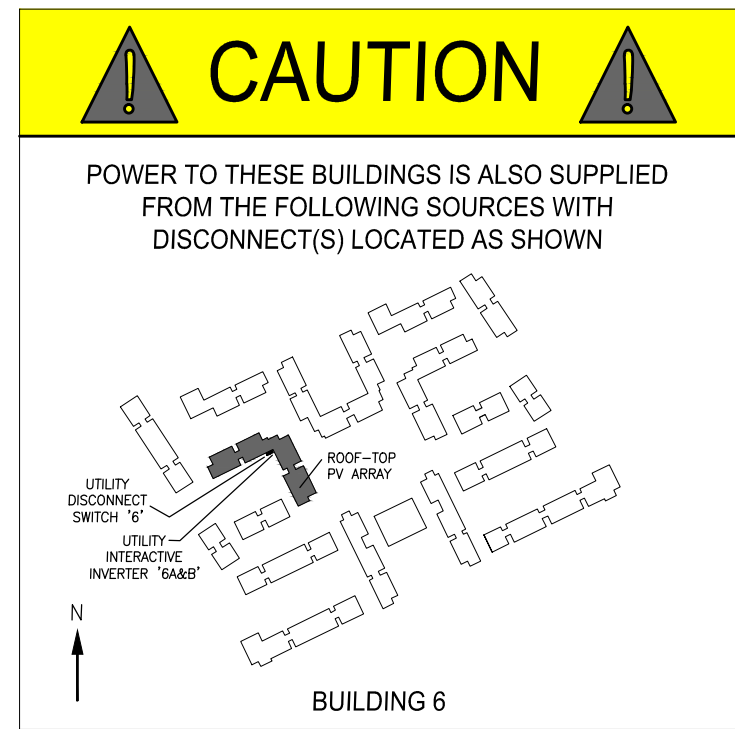 CAUTION
POWER TO THESE BUILDINGS IS ALSO SUPPLIED
FROM THE FOLLOWING SOURCES WITH
DISCONNECT(S) LOCATED AS SHOWN
ROOF-TOP
PV ARRAY
UTILITY
DISCONNECT
SWITCH '6'
UTILITY
INTERACTIVE
INVERTER '6A&B'
N
BUILDING 6